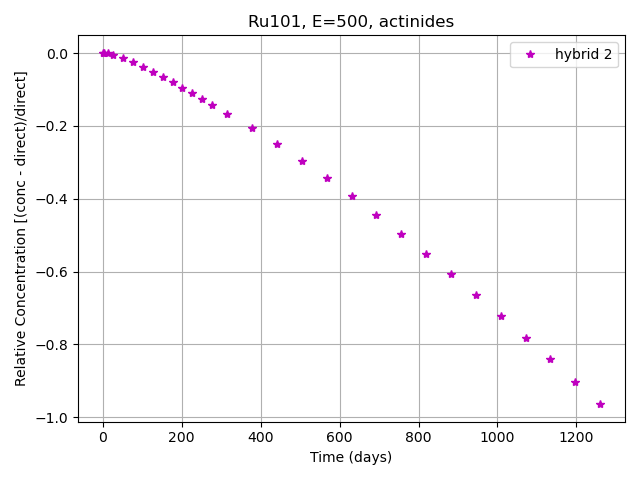 Ru101, E=500, actinides
hybrid 2
0.0
−0.2
−0.4
−0.6
−0.8
−1.0
Relative Concentration [(conc - direct)/direct]
0 200 400 600 800 1000 1200
Time (days)